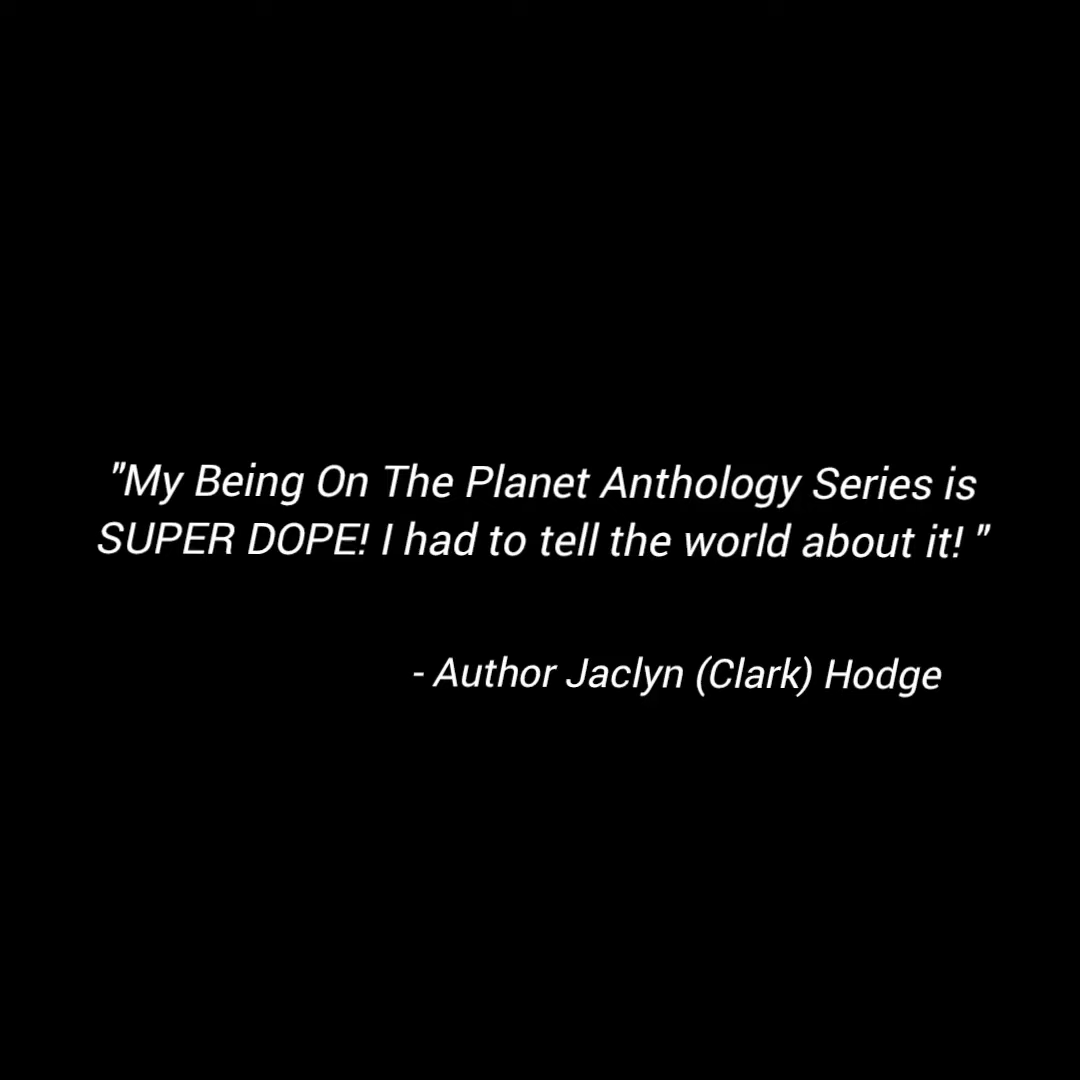 "My Being On The Planet Anthology Series is
SUPER DOPE! I had to tell the world about it! "
- Author Jaclyn (Clark) Hodge